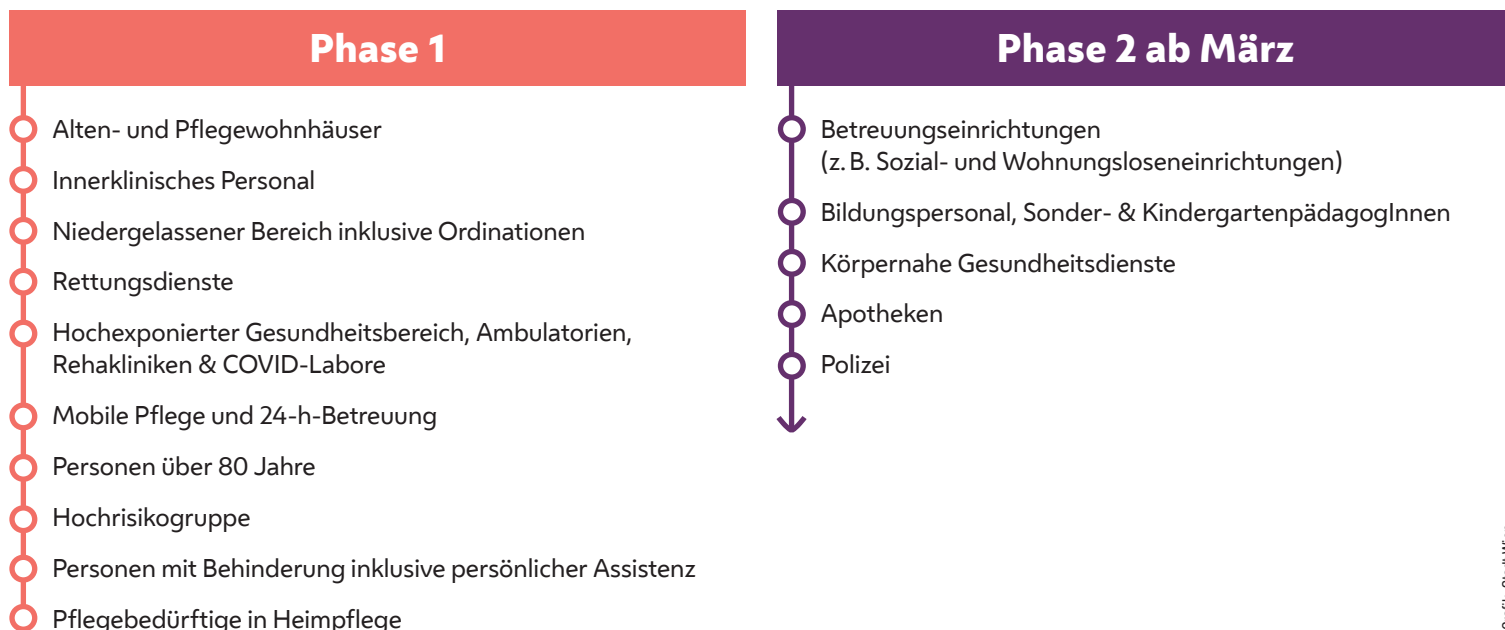 Phase 1
Alten- und Pflegewohnhäuser
Innerklinisches Personal
Niedergelassener Bereich inklusive Ordinationen
Rettungsdienste
Hochexponierter Gesundheitsbereich, Ambulatorien,
Rehakliniken & COVID-Labore
Mobile Pflege und 24-h-Betreuung
Personen über 80 Jahre
Hochrisikogruppe
Personen mit Behinderung inklusive persönlicher Assistenz
Pflegebedürftige in Heimpflege
Phase 2 ab März
Betreuungseinrichtungen
(z. B. Sozial- und Wohnungsloseneinrichtungen)
Bildungspersonal, Sonder- & KindergartenpädagogInnen
Körpernahe Gesundheitsdienste
Apotheken
Polizei